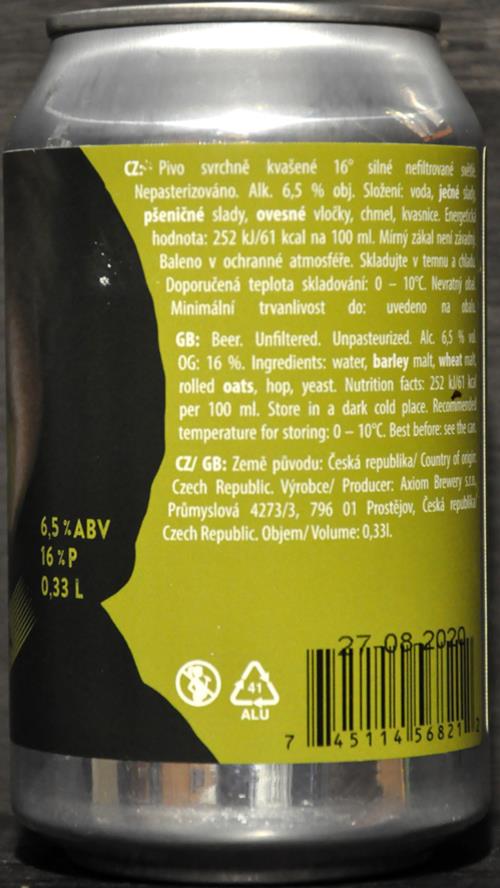 CZ: Pivo svrchně kvašené 16° silné nefiltrované světlé
Nepasterizováno. Alk. 6,5 % obj. Složení: voda, ječné slady
pšeničné slady, ovesné vločky, chmel, kvasnice. Energetická
hodnota: 252 kJ/61 kcal na 100 ml. Mírný zákal není závadný
Baleno v ochranné atmosféře. Skladujte v temnu a chladu
Doporučená teplota skladování: 0 – 10°C. Nevratný obal.
Minimální trvanlivost do: uvedeno na obalu
GB: Beer. Unfiltered. Unpasteurized. Alc. 6,5 % vol.
OG: 16 %. Ingredients: water, barley malt, wheat malt,
rolled oats, hop, yeast. Nutrition facts: 252 kJ/61 kcal
per 100 ml. Store in a dark cold place. Recommended
temperature for storing: 0 – 10°C. Best before: see the can.
CZ/ GB: Země původu: Česká republika/ Country of origin:
Czech Republic. Výrobce/ Producer: Axiom Brewery s.r.o.,
Průmyslová 4273/3, 796 01 Prostějov, Česká republika/
Czech Republic. Objem/ Volume: 0,33l.
6,5 % ABV
16 % P
0,33 L
27-08-2020
41
ALU
7 45114 56821 2